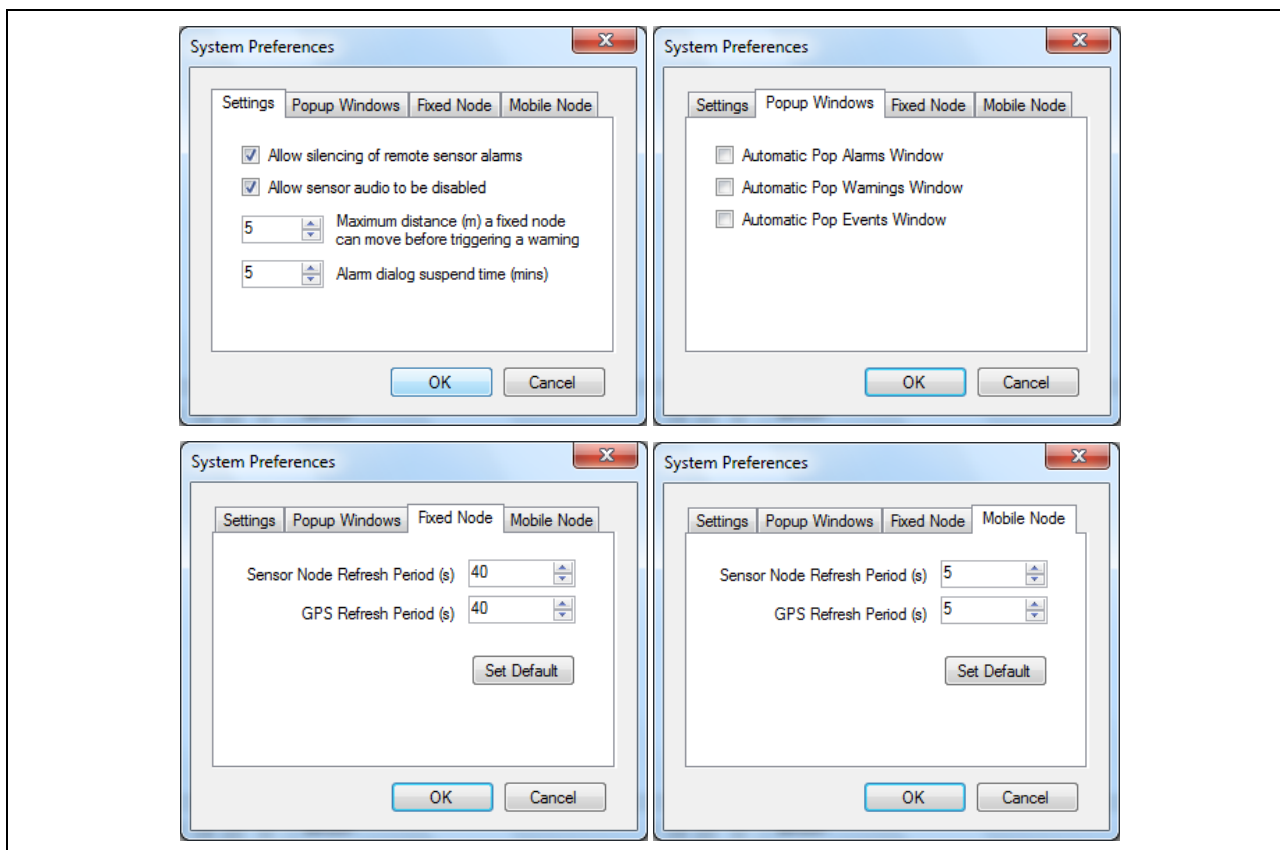 System Preferences
Settings Popup Windows Fixed Node Mobile Node
Allow silencing of remote sensor alarms
Allow sensor audio to be disabled
5 Maximum distance (m) a fixed node
can move before triggering a warning
5 Alarm dialog suspend time (mins)
OK Cancel
System Preferences
Settings Popup Windows Fixed Node Mobile Node
Automatic Pop Alarms Window
Automatic Pop Warnings Window
Automatic Pop Events Window
OK Cancel
System Preferences
Settings Popup Windows Fixed Node Mobile Node
Sensor Node Refresh Period (s) 40
GPS Refresh Period (s) 40
Set Default
OK Cancel
System Preferences
Settings Popup Windows Fixed Node Mobile Node
Sensor Node Refresh Period (s) 5
GPS Refresh Period (s) 5
Set Default
OK Cancel